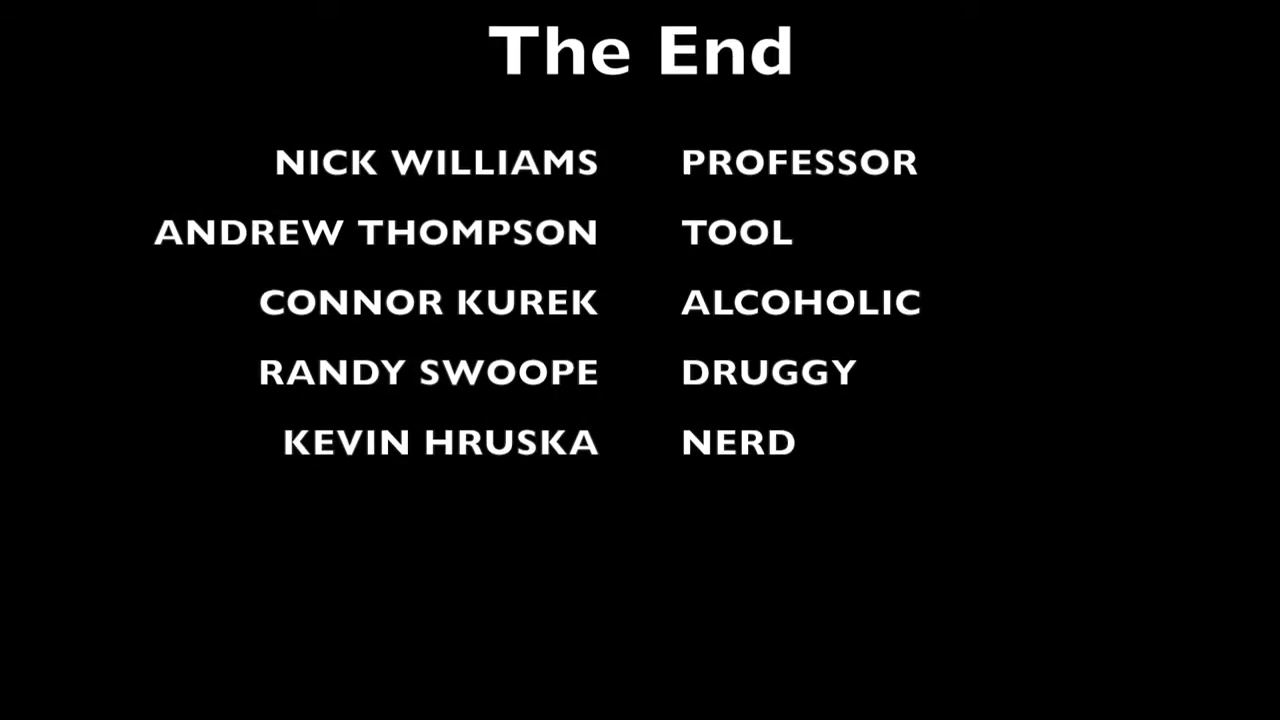 The End
NICK WILLIAMS PROFESSOR
ANDREW THOMPSON TOOL
CONNOR KUREK ALCOHOLIC
RANDY SWOOPE DRUGGY
KEVIN HRUSKA NERD